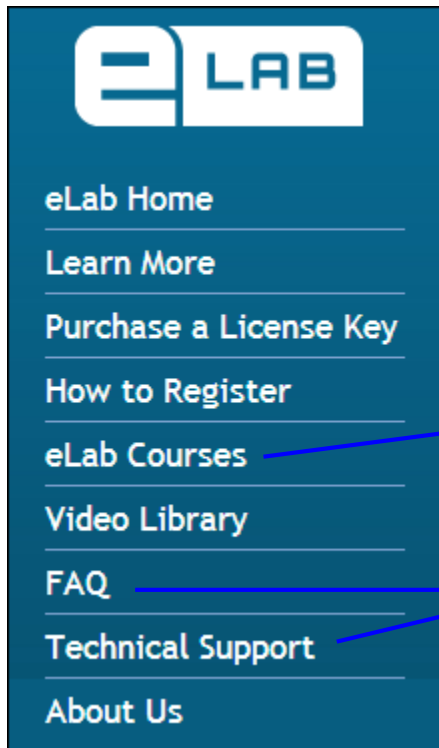 e LAB
eLab Home
Learn More
Purchase a License Key
How to Register
eLab Courses
Video Library
FAQ
Technical Support
About Us